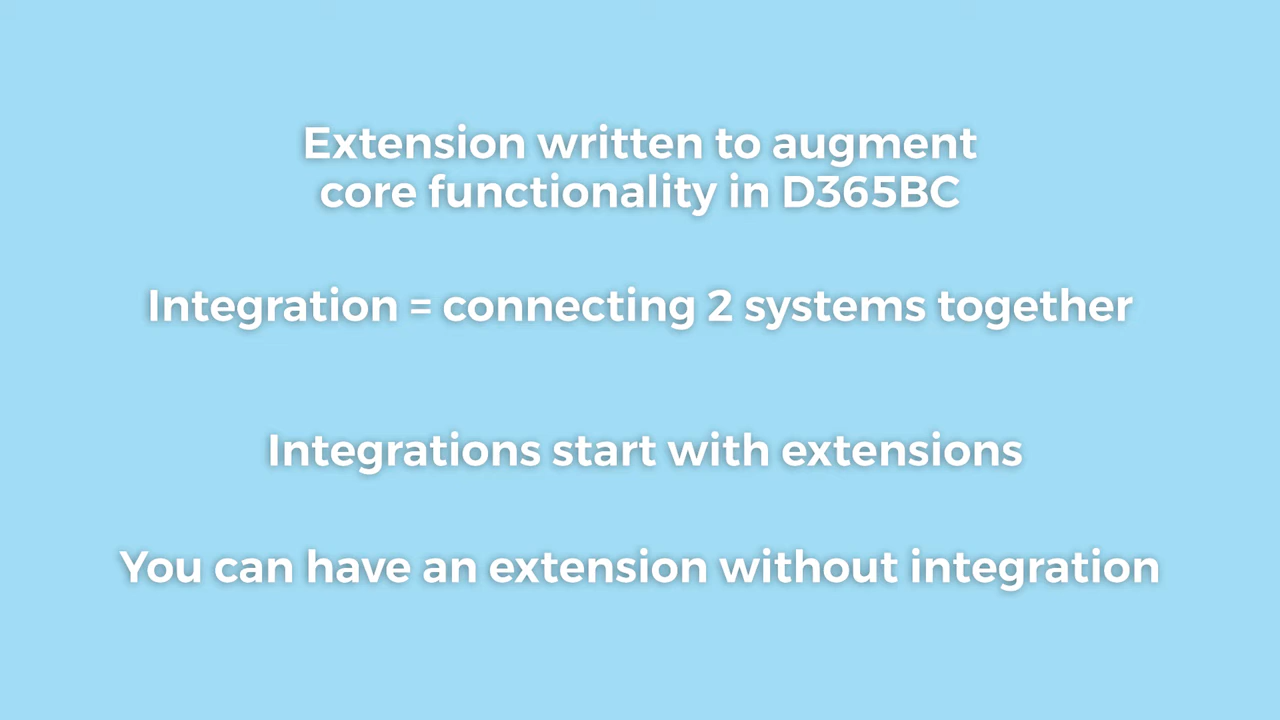 Extension written to augment
core functionality in D365BC
Integration = connecting 2 systems together
Integrations start with extensions
You can have an extension without integration